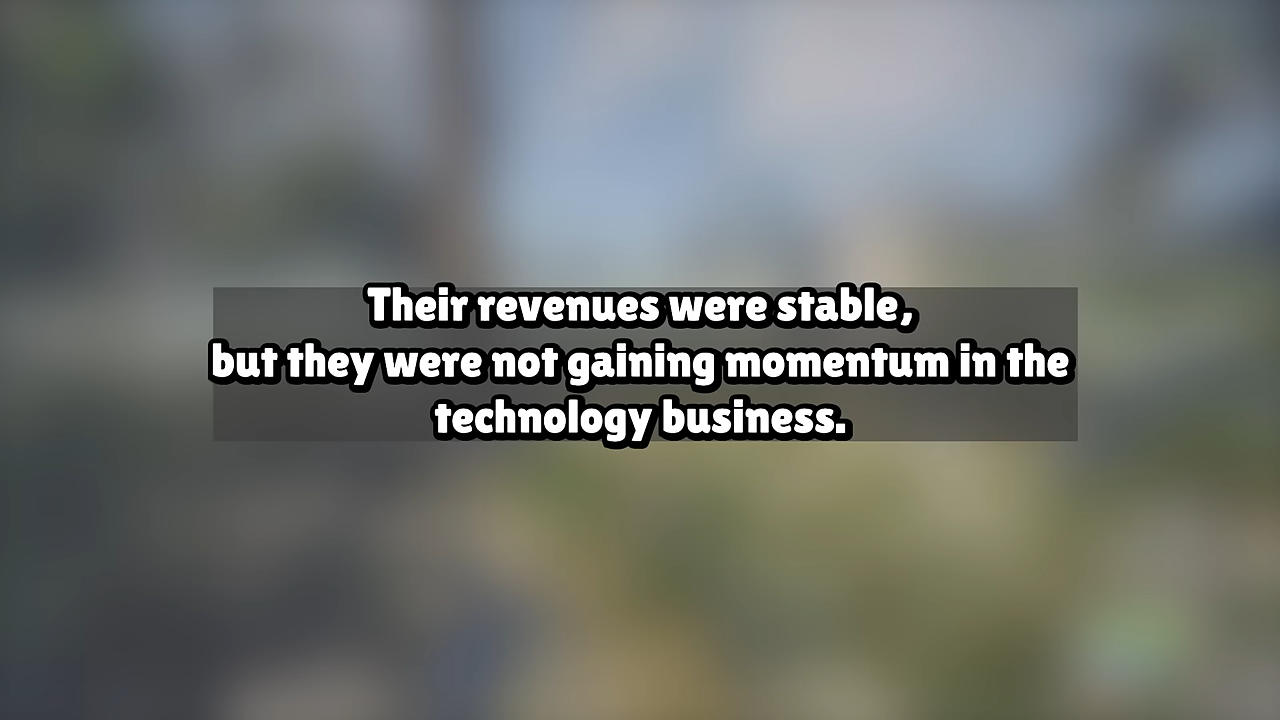 Their revenues were stable,
but they were not gaining momentum in the
technology business.